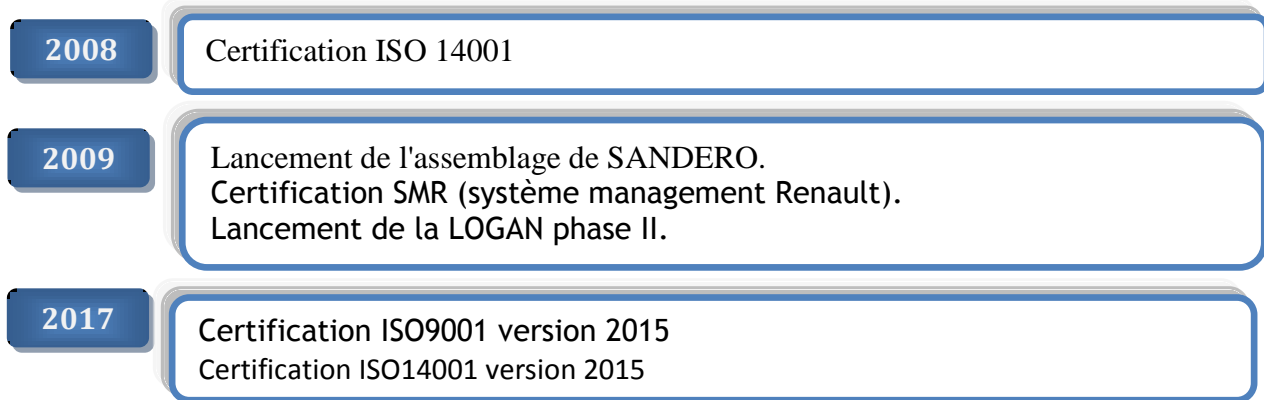 2008
Certification ISO 14001
2009
Lancement de l'assemblage de SANDERO.
Certification SMR (système management Renault).
Lancement de la LOGAN phase II.
2017
Certification ISO9001 version 2015
Certification ISO14001 version 2015